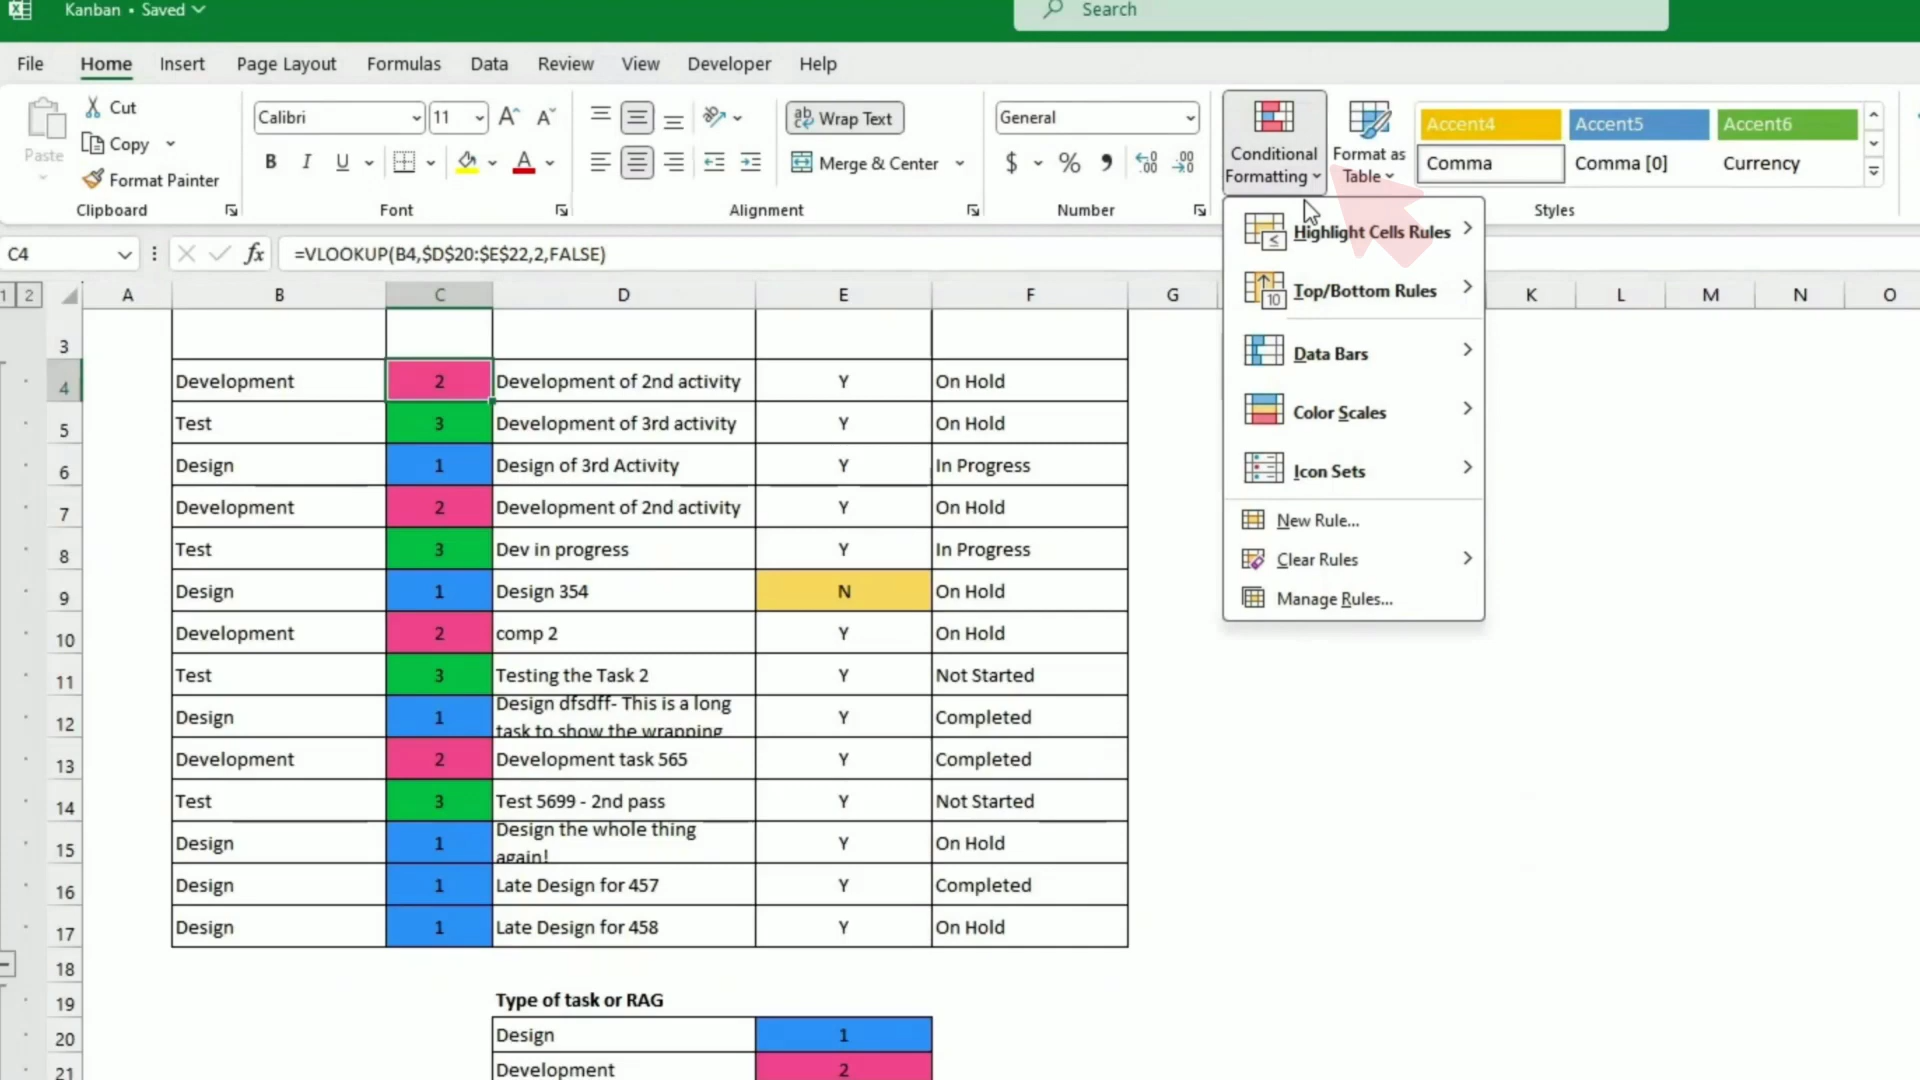 Kanban • Saved
Search
File Home Insert Page Layout Formulas Data Review View Developer Help
Paste
Cut
Copy
Format Painter
Clipboard
Calibri 11
B I U
Font
Wrap Text
Merge & Center
Alignment
General
$ % ,
Number
Conditional Formatting
Format as Table
Accent4 Accent5 Accent6
Comma Comma [0] Currency
Styles
C4 fx =VLOOKUP(B4,$D$20:$E$22,2,FALSE)
1 2 A B C D E F G K L M N O
3
4 Development 2 Development of 2nd activity Y On Hold
5 Test 3 Development of 3rd activity Y On Hold
6 Design 1 Design of 3rd Activity Y In Progress
7 Development 2 Development of 2nd activity Y On Hold
8 Test 3 Dev in progress Y In Progress
9 Design 1 Design 354 N On Hold
10 Development 2 comp 2 Y On Hold
11 Test 3 Testing the Task 2 Y Not Started
12 Design 1 Design dfsdff- This is a long task to show the wrapping Y Completed
13 Development 2 Development task 565 Y Completed
14 Test 3 Test 5699 - 2nd pass Y Not Started
15 Design 1 Design the whole thing again! Y On Hold
16 Design 1 Late Design for 457 Y Completed
17 Design 1 Late Design for 458 Y On Hold
18
19 Type of task or RAG
20 Design 1
21 Development 2
Highlight Cells Rules
Top/Bottom Rules
Data Bars
Color Scales
Icon Sets
New Rule...
Clear Rules
Manage Rules...